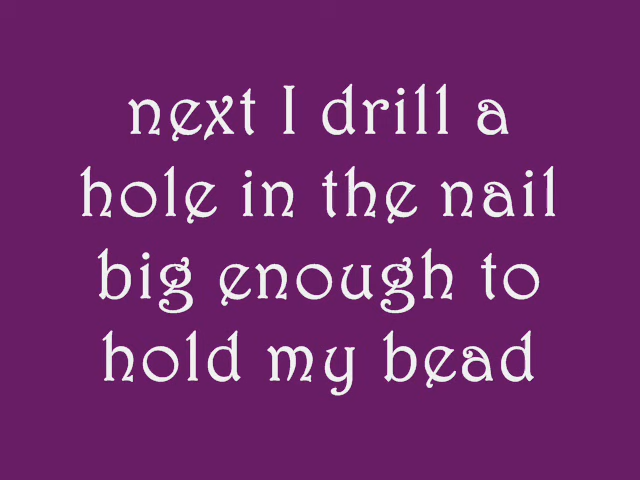 next I drill a
hole in the nail
big enough to
hold my bead